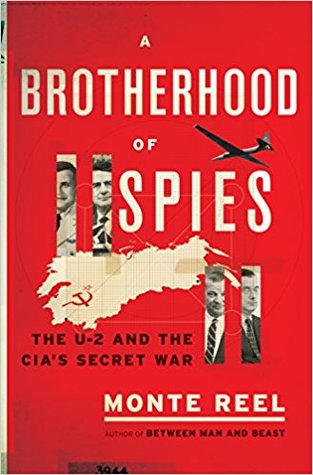 A
BROTHERHOOD
OF
SPIES
THE U-2 AND THE
CIA'S SECRET WAR
MONTE REEL
AUTHOR OF BETWEEN MAN AND BEAST